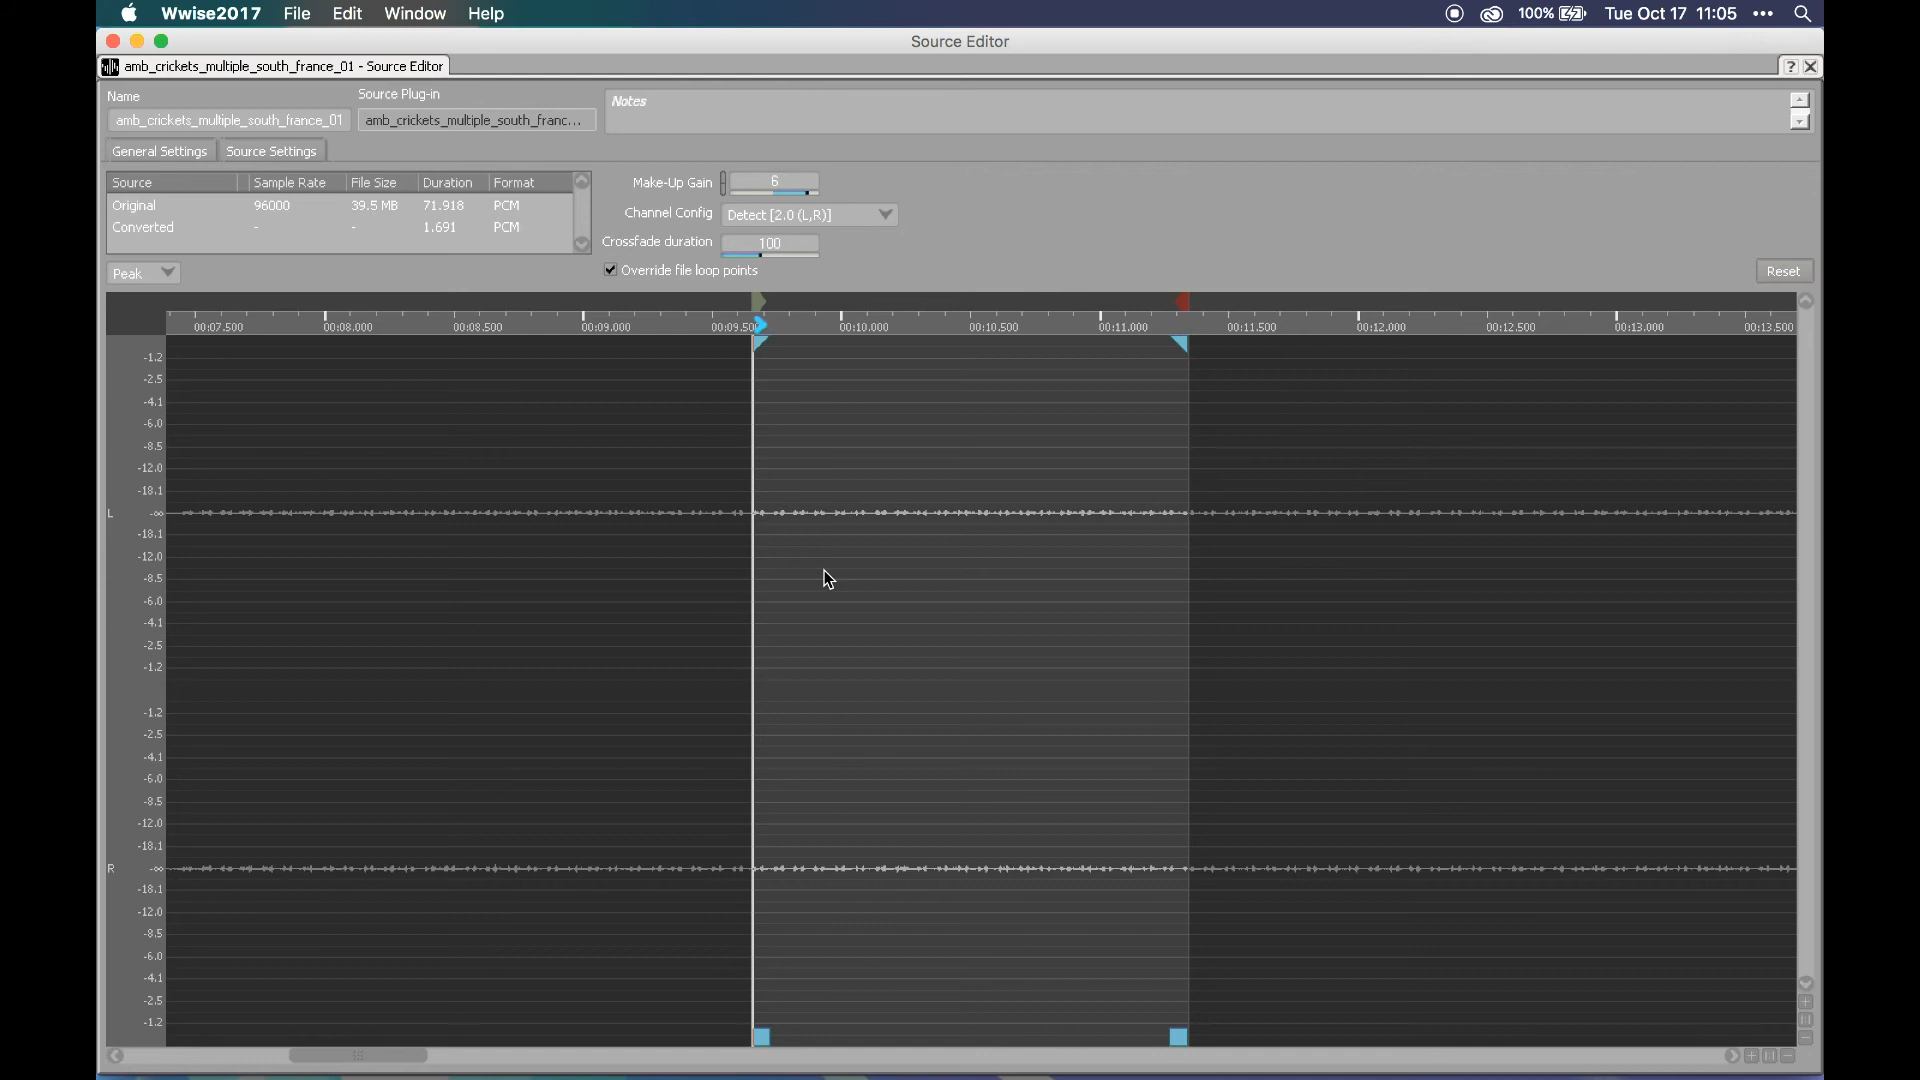 Wwise2017 File Edit Window Help 100% Tue Oct 17 11:05
Source Editor
amb_crickets_multiple_south_france_01 - Source Editor ?
Name Source Plug-in Notes
amb_crickets_multiple_south_france_01 amb_crickets_multiple_south_franc...
General Settings Source Settings
Source Sample Rate File Size Duration Format
Original 96000 39.5 MB 71.918 PCM
Converted - - 1.691 PCM
Make-Up Gain 6
Channel Config Detect [2.0 (L,R)]
Crossfade duration 100
Override file loop points
Peak Reset
00:07.500 00:08.000 00:08.500 00:09.000 00:09.500 00:10.000 00:10.500 00:11.000 00:11.500 00:12.000 00:12.500 00:13.000 00:13.500
-1.2
-2.5
-4.1
-6.0
-8.5
-12.0
-18.1
L -∞
-18.1
-12.0
-8.5
-6.0
-4.1
-2.5
-1.2
-1.2
-2.5
-4.1
-6.0
-8.5
-12.0
-18.1
R -∞
-18.1
-12.0
-8.5
-6.0
-4.1
-2.5
-1.2